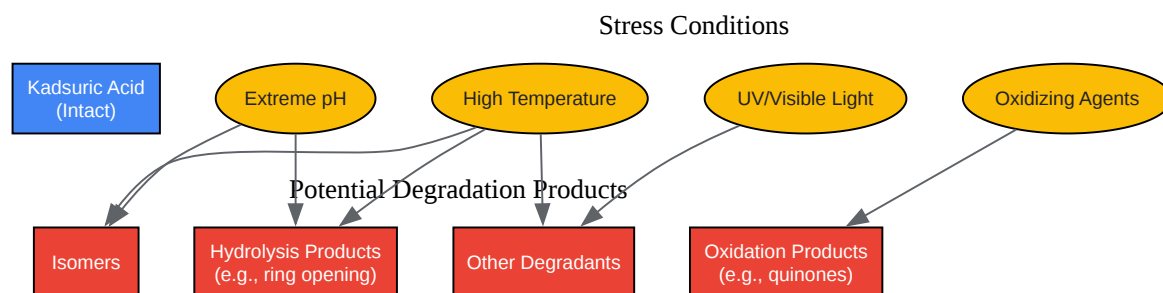 Stress Conditions
Kadsuric Acid
(Intact)
Extreme pH
High Temperature
UV/Visible Light
Oxidizing Agents
Potential Degradation Products
Isomers
Hydrolysis Products
(e.g., ring opening)
Other Degradants
Oxidation Products
(e.g., quinones)